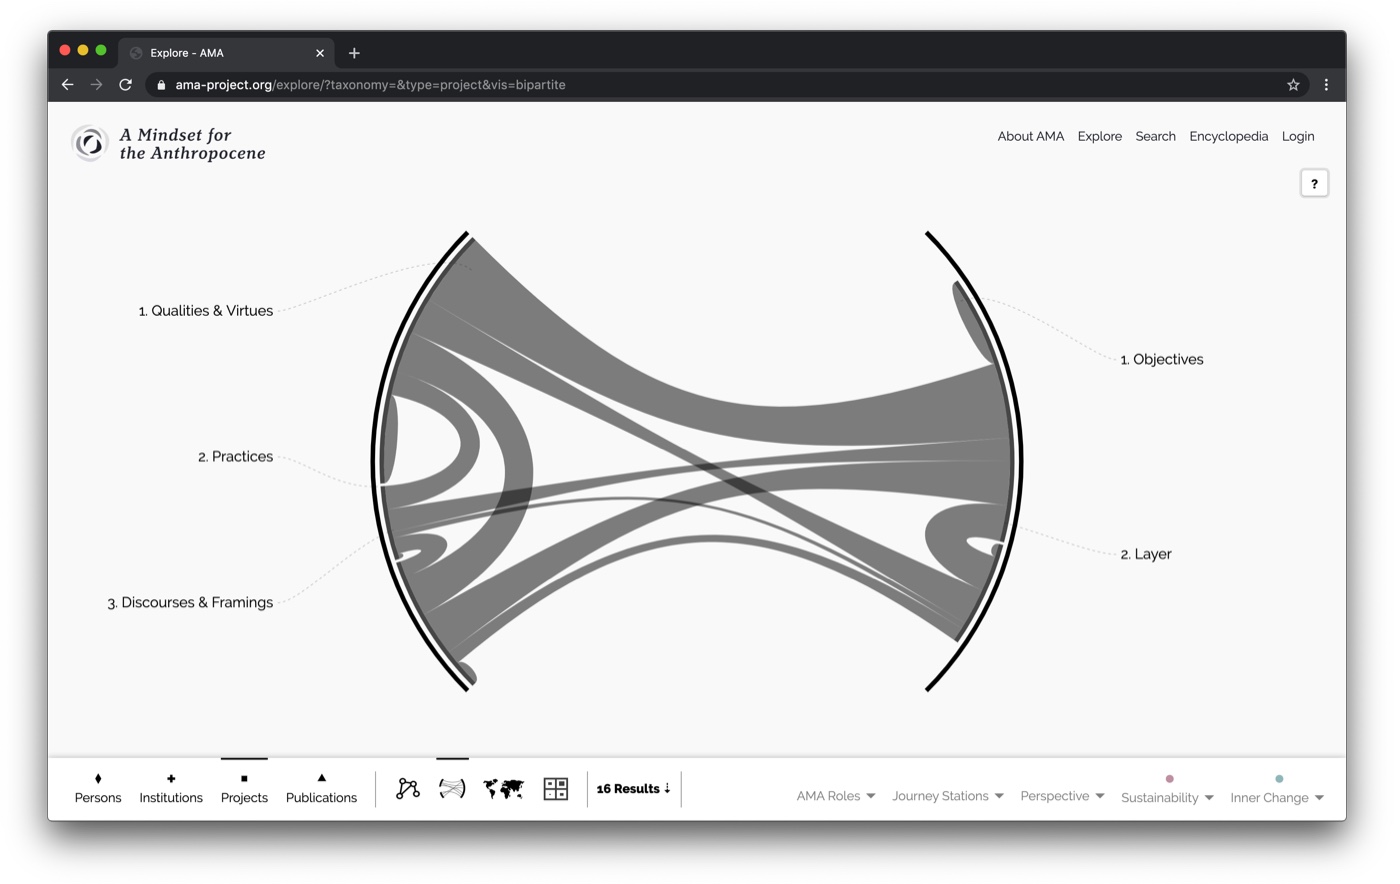 Explore - AMA
ama-project.org/explore/?taxonomy=&type=project&vis=bipartite
A Mindset for
the Anthropocene
About AMA Explore Search Encyclopedia Login
?
1. Qualities & Virtues
2. Practices
3. Discourses & Framings
1. Objectives
2. Layer
Persons Institutions Projects Publications
16 Results
AMA Roles Journey Stations Perspective Sustainability Inner Change